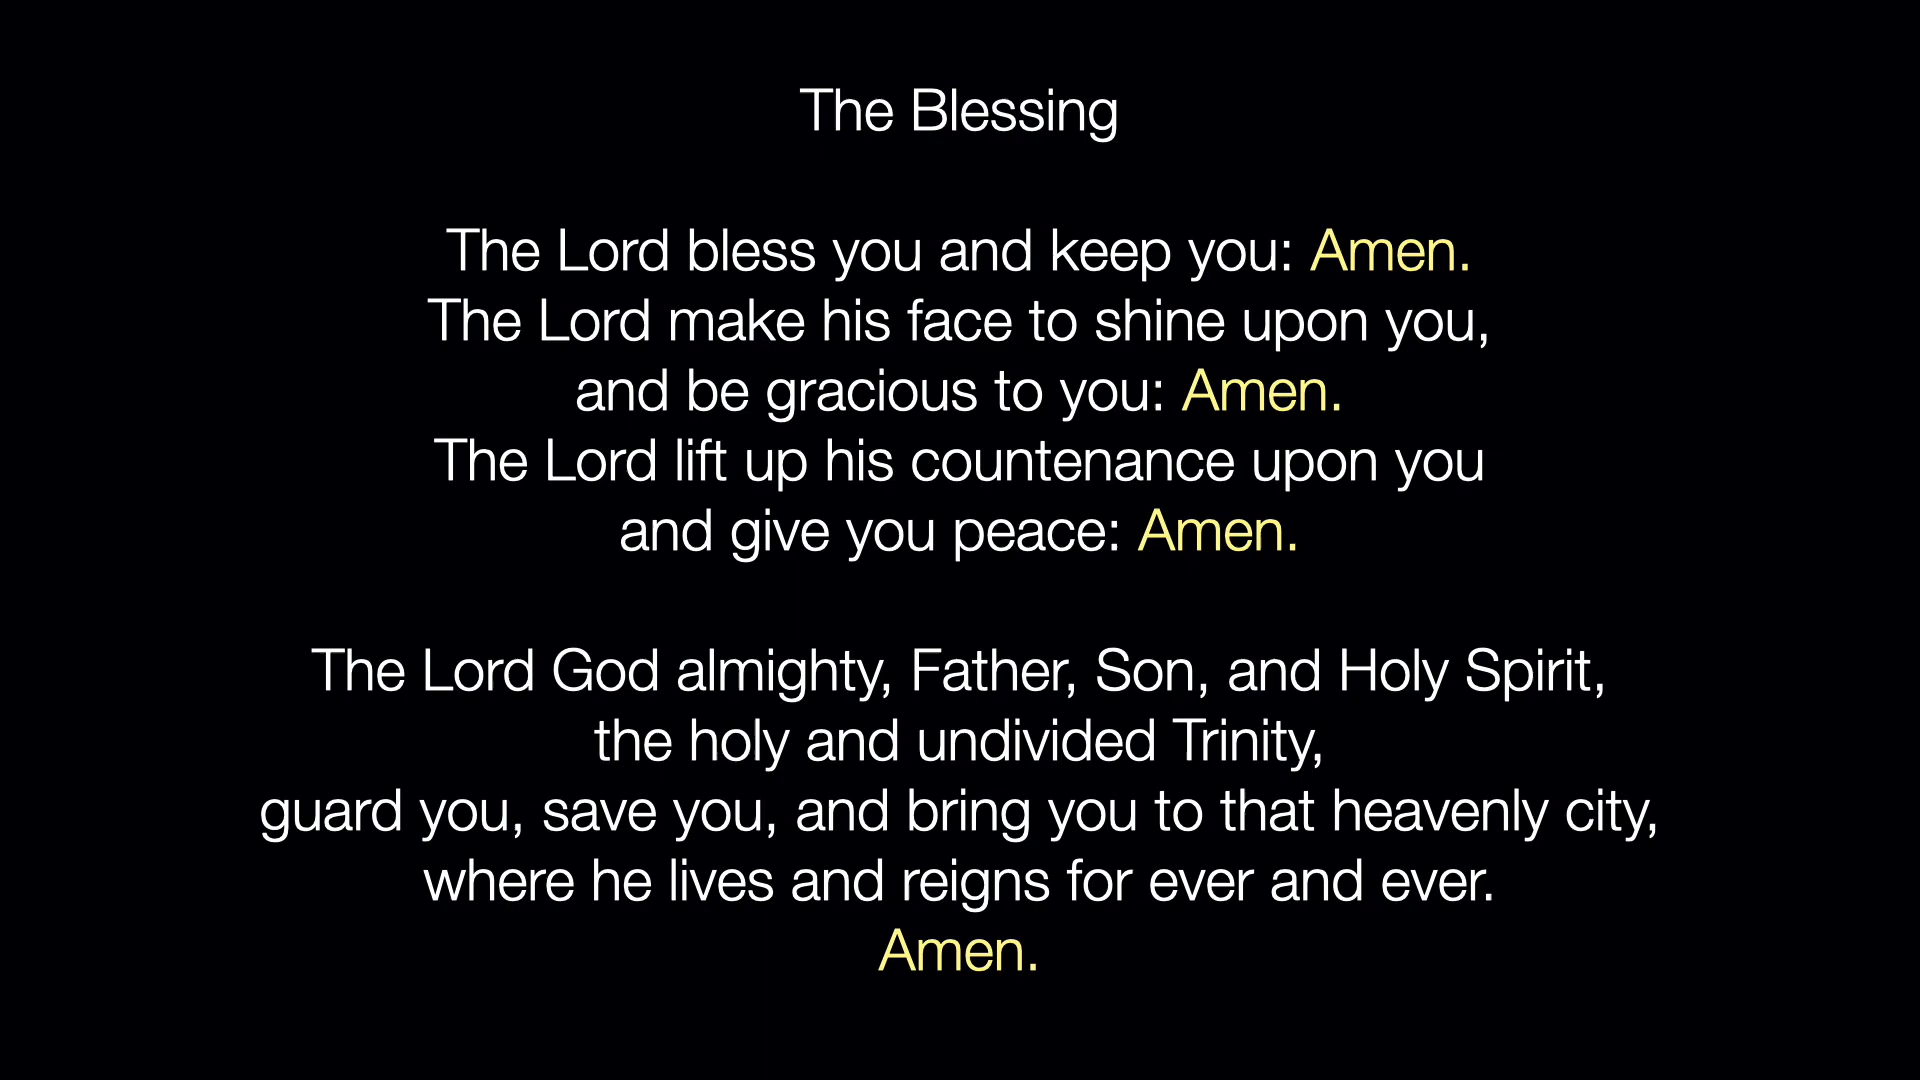 The Blessing
The Lord bless you and keep you: Amen.
The Lord make his face to shine upon you,
and be gracious to you: Amen.
The Lord lift up his countenance upon you
and give you peace: Amen.
The Lord God almighty, Father, Son, and Holy Spirit,
the holy and undivided Trinity,
guard you, save you, and bring you to that heavenly city,
where he lives and reigns for ever and ever.
Amen.